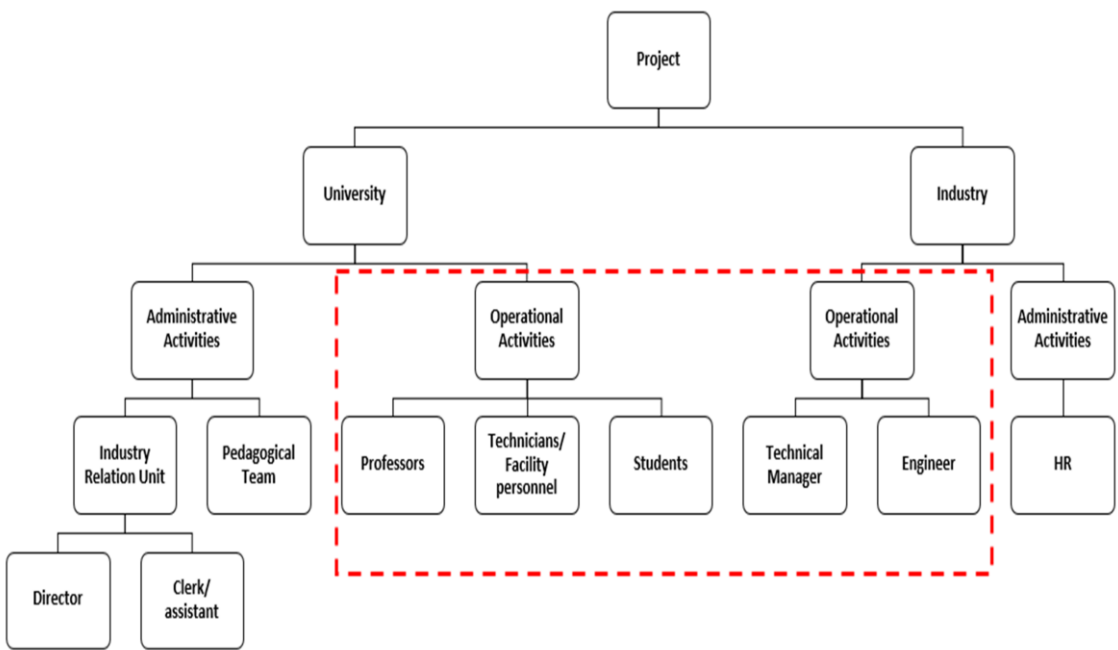 Project
University
Industry
Administrative
Activities
Operational
Activities
Operational
Activities
Administrative
Activities
Industry
Relation Unit
Pedagogical
Team
Professors
Technicians/
Facility
personnel
Students
Technical
Manager
Engineer
HR
Director
Clerk/
assistant